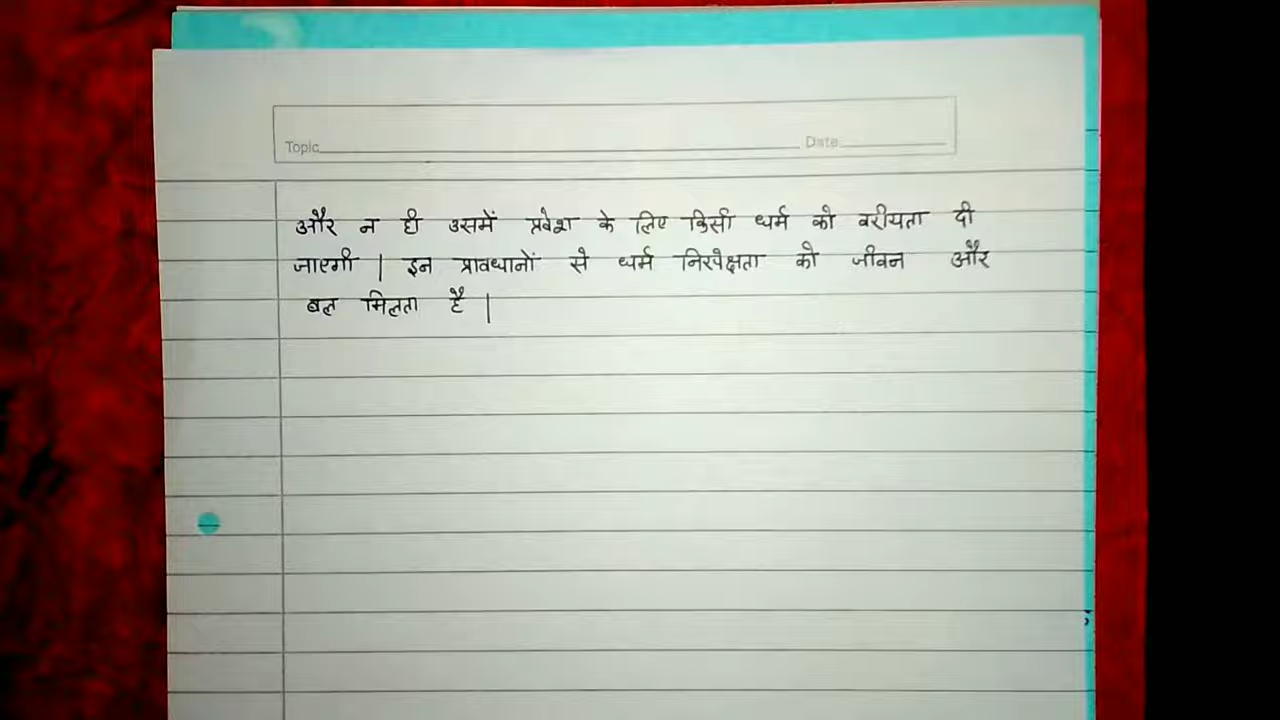 Topic Date
और न ही उसमें प्रवेश के लिए किसी धर्म को वरीयता दी
जाएगी | इन प्रावधानों से धर्म निरपेक्षता को जीवन और
बल मिलता है |